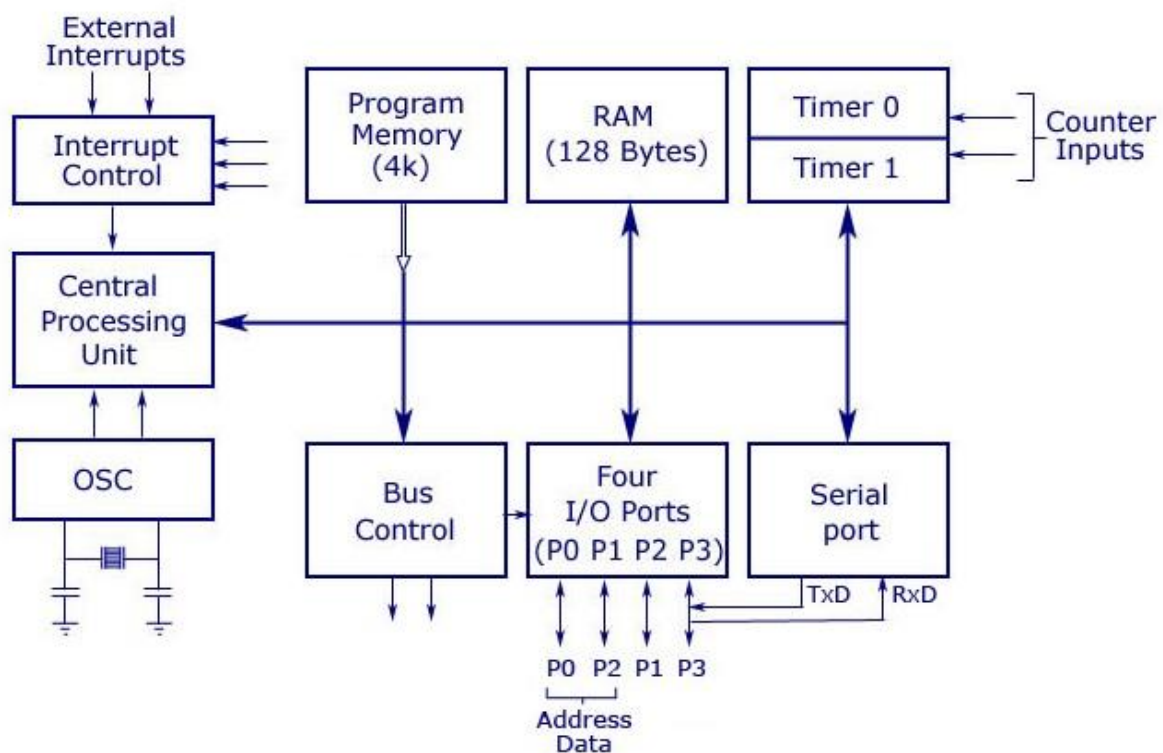 External
Interrupts
Interrupt
Control
Program
Memory
(4k)
RAM
(128 Bytes)
Timer 0
Timer 1
Counter
Inputs
Central
Processing
Unit
OSC
Bus
Control
Four
I/O Ports
(P0 P1 P2 P3)
Serial
port
TxD
RxD
P0 P2 P1 P3
Address
Data